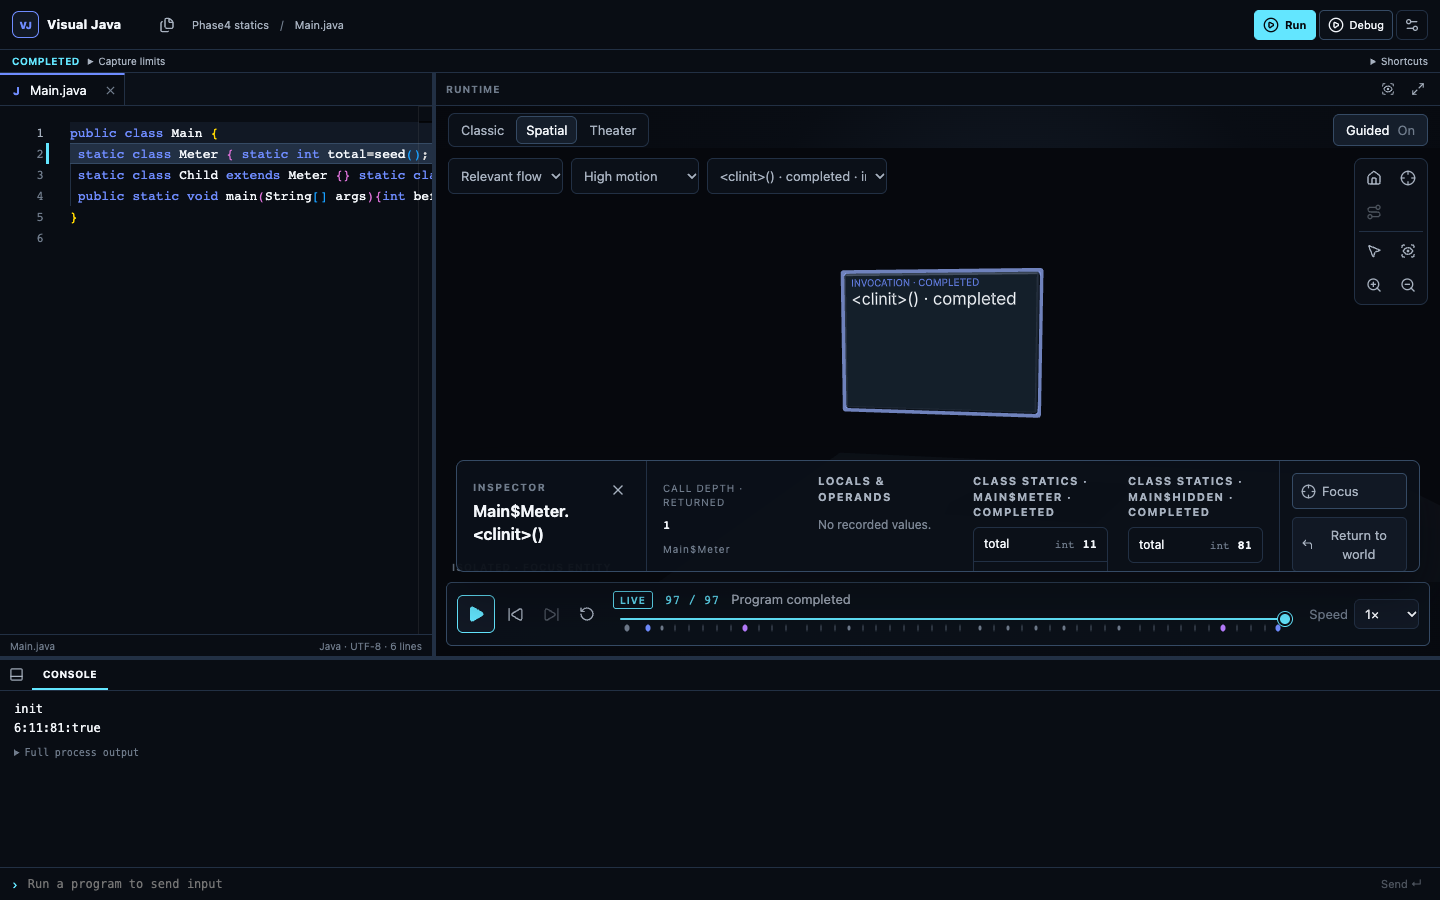 VJ Visual Java
Phase4 statics / Main.java
Run
Debug
COMPLETED ▶ Capture limits
▶ Shortcuts
J Main.java ×
RUNTIME
1 public class Main {
2 static class Meter { static int total=seed();
3 static class Child extends Meter {} static cla
4 public static void main(String[] args){int be
5 }
6
Classic Spatial Theater
Guided On
Relevant flow
High motion
<clinit>() · completed · i
INVOCATION · COMPLETED
<clinit>() · completed
INSPECTOR
Main$Meter.
<clinit>()
CALL DEPTH ·
RETURNED
1
Main$Meter
LOCALS &
OPERANDS
No recorded values.
CLASS STATICS ·
MAIN$METER ·
COMPLETED
total int 11
CLASS STATICS ·
MAIN$HIDDEN ·
COMPLETED
total int 81
Focus
Return to
world
LIVE 97 / 97 Program completed
Speed 1×
Main.java
Java · UTF-8 · 6 lines
CONSOLE
init
6:11:81:true
▶ Full process output
› Run a program to send input
Send ↵